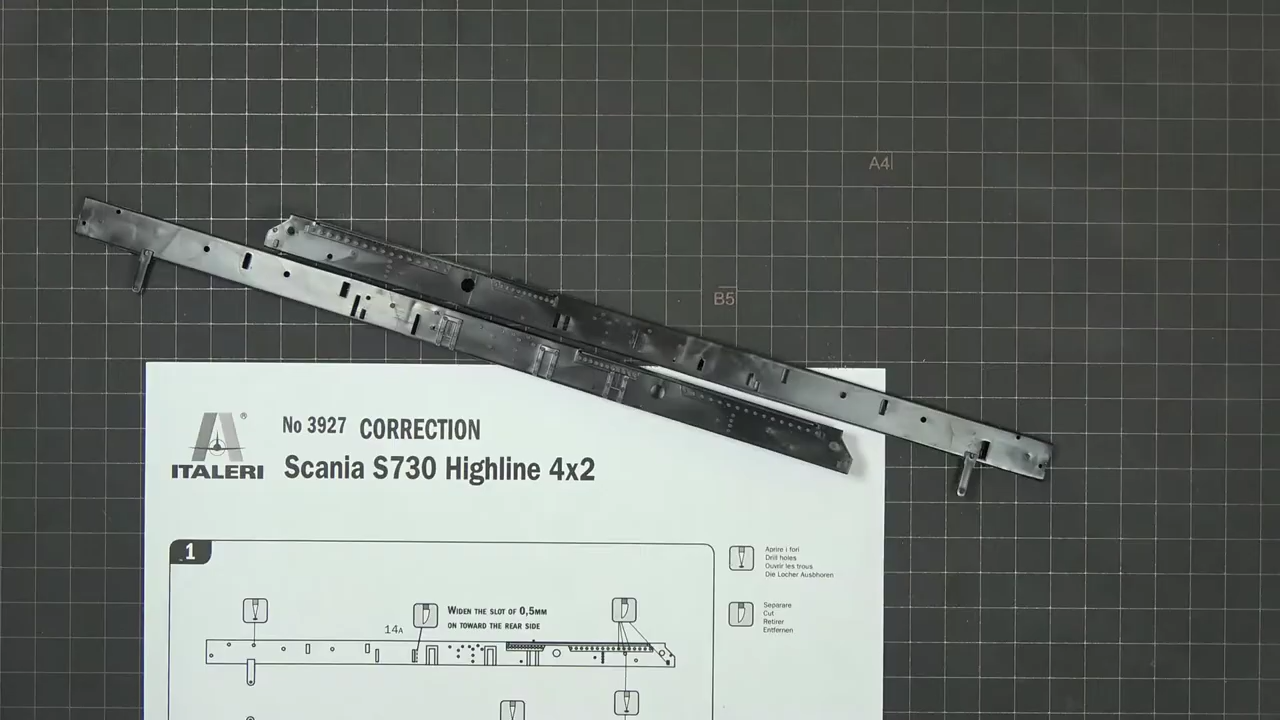 A4
B5
No 3927 CORRECTION
ITALERI ®
Scania S730 Highline 4x2
1
Aprire i fori
Drill holes
Ouvrir les trous
Die Locher Ausbhoren
Separare
Cut
Retirer
Entfernen
WIDEN THE SLOT OF 0,5MM
ON TOWARD THE REAR SIDE
14A